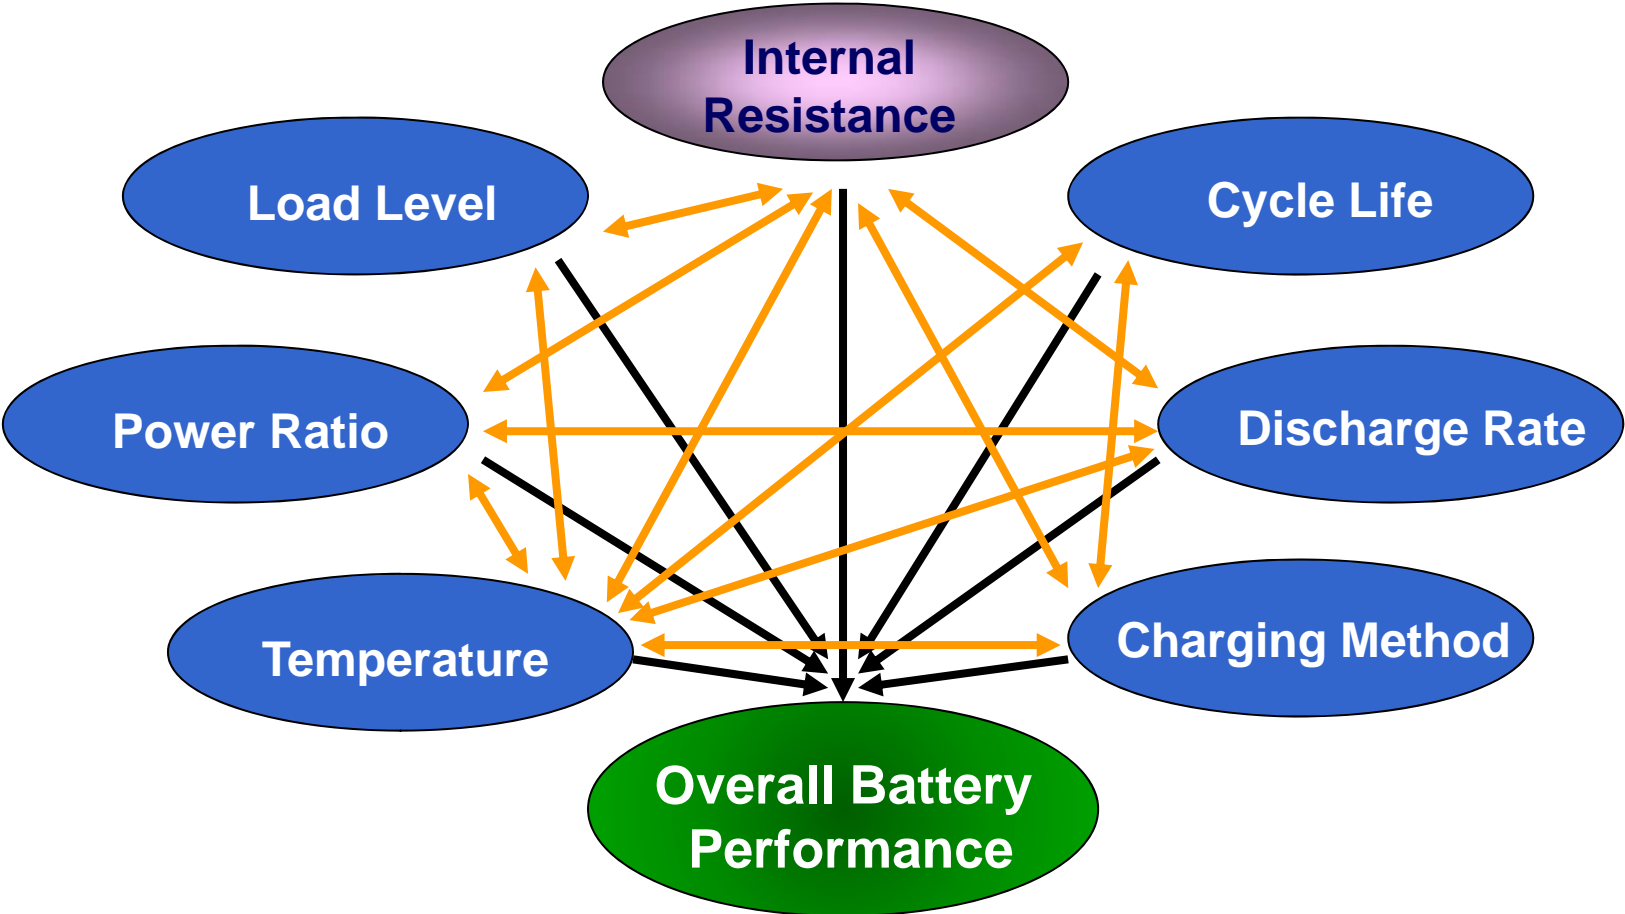 Internal
Resistance
Load Level
Cycle Life
Power Ratio
Discharge Rate
Temperature
Charging Method
Overall Battery
Performance